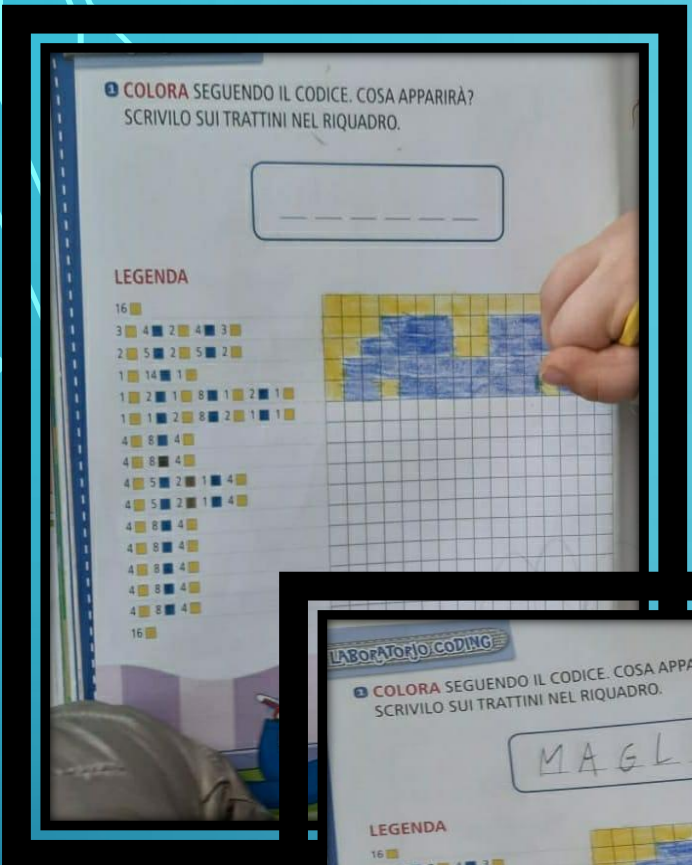 1 COLORA SEGUENDO IL CODICE. COSA APPARIRÀ?
SCRIVILO SUI TRATTINI NEL RIQUADRO.
LEGENDA
16
3 4 2 4 3
2 5 2 5 2
1 14 1
1 2 1 8 1 2 1
1 1 2 8 2 1 1
4 8 4
4 8 4
4 5 2 1 4
4 5 2 1 4
4 8 4
4 8 4
4 8 4
4 8 4
4 8 4
16
LABORATORIO CODING
1 COLORA SEGUENDO IL CODICE. COSA APPA
SCRIVILO SUI TRATTINI NEL RIQUADRO.
MAGL
LEGENDA
16